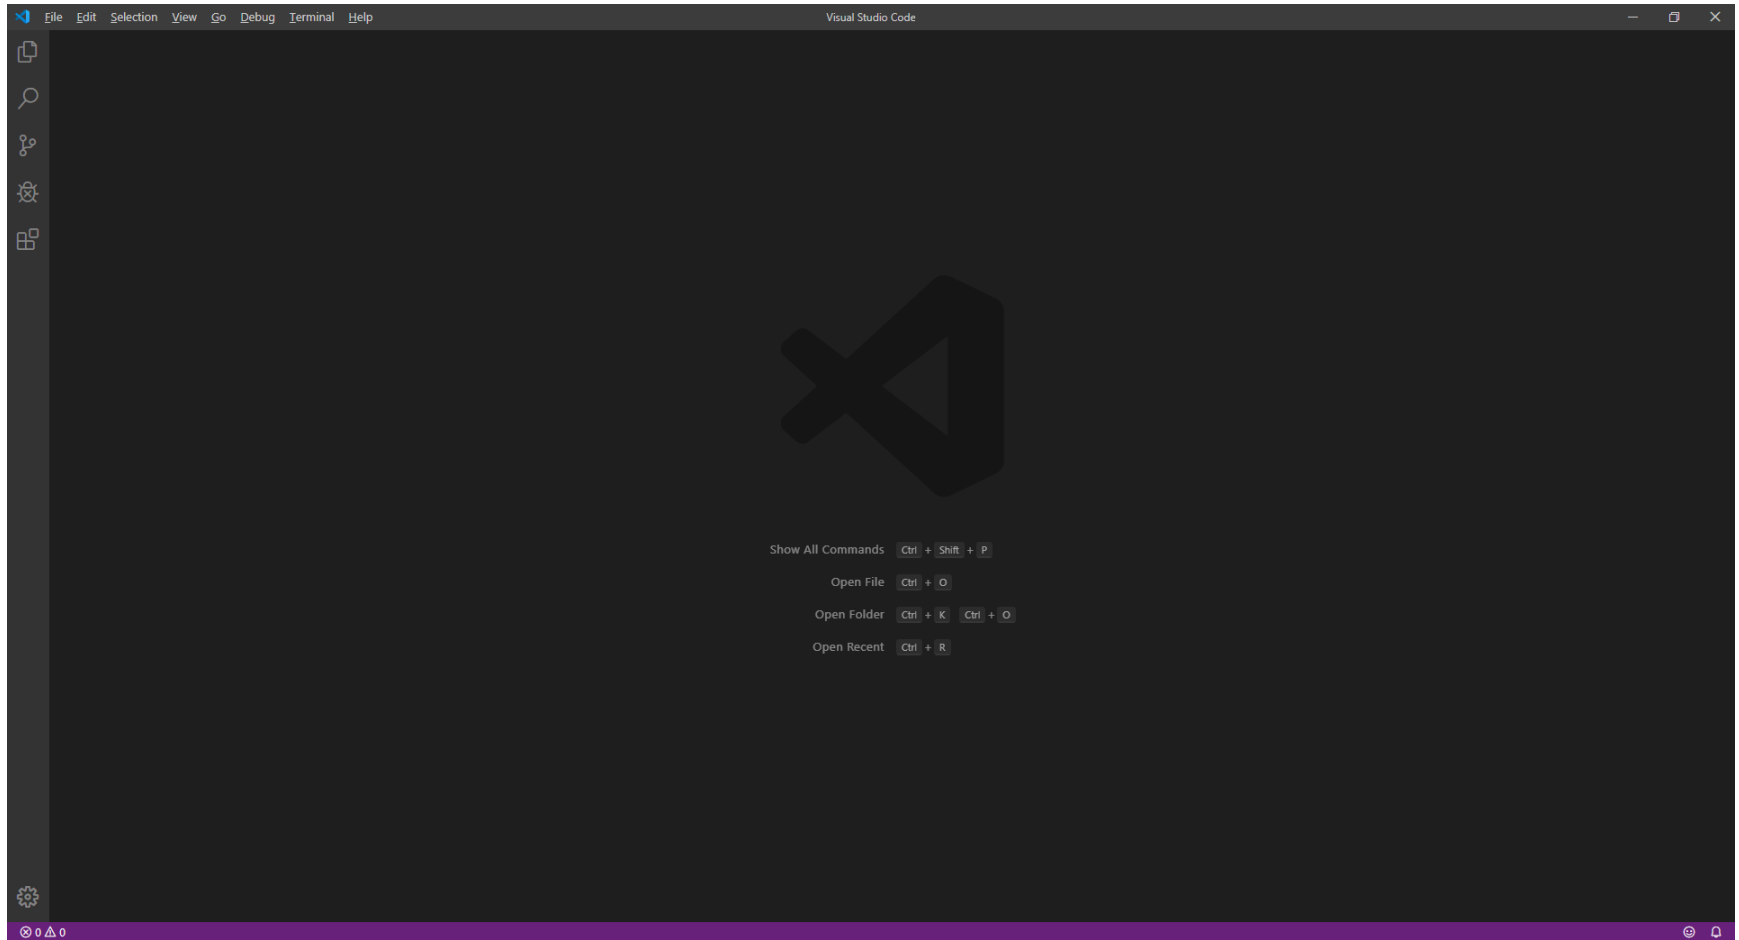 File Edit Selection View Go Debug Terminal Help Visual Studio Code
Show All Commands Ctrl + Shift + P
Open File Ctrl + O
Open Folder Ctrl + K Ctrl + O
Open Recent Ctrl + R
0 0